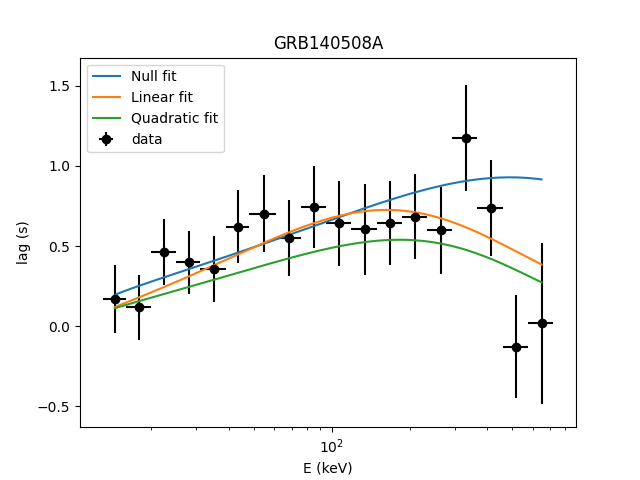 GRB140508A
Null fit
Linear fit
Quadratic fit
data
1.5
1.0
0.5
0.0
−0.5
lag (s)
10²
E (keV)